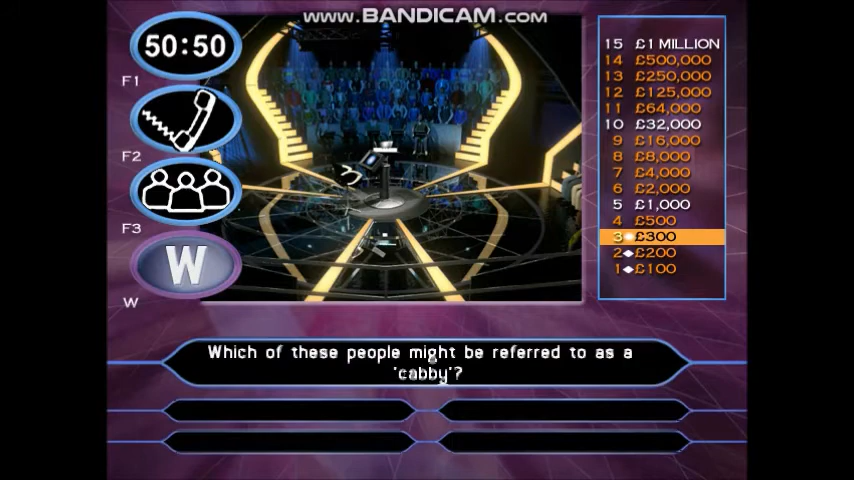 www.BANDICAM.com
50:50
F1
F2
F3
W
W
15 £1 MILLION
14 £500,000
13 £250,000
12 £125,000
11 £64,000
10 £32,000
9 £16,000
8 £8,000
7 £4,000
6 £2,000
5 £1,000
4 £500
3 £300
2 £200
1 £100
Which of these people might be referred to as a
'cabby'?